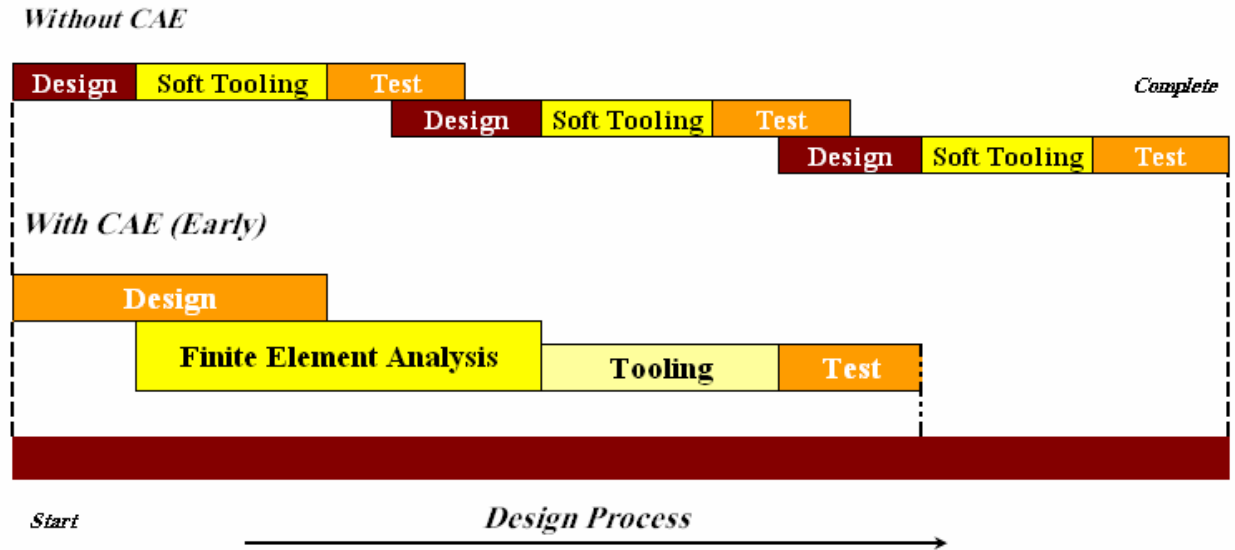 Without CAE
Design Soft Tooling Test
Complete
Design Soft Tooling Test
Design Soft Tooling Test
With CAE (Early)
Design
Finite Element Analysis
Tooling Test
Start
Design Process